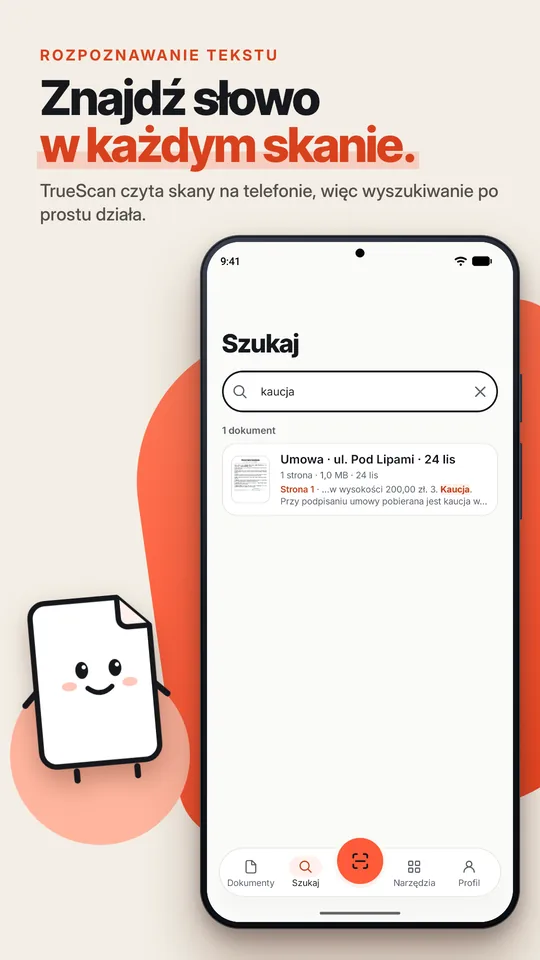 ROZPOZNAWANIE TEKSTU
Znajdź słowo
w każdym skanie.
TrueScan czyta skany na telefonie, więc wyszukiwanie po
prostu działa.
9:41
Szukaj
kaucja
1 dokument
Umowa · ul. Pod Lipami · 24 lis
1 strona · 1,0 MB · 24 lis
Strona 1 · ...w wysokości 200,00 zł. 3. Kaucja.
Przy podpisaniu umowy pobierana jest kaucja w...
Dokumenty
Szukaj
Narzędzia
Profil